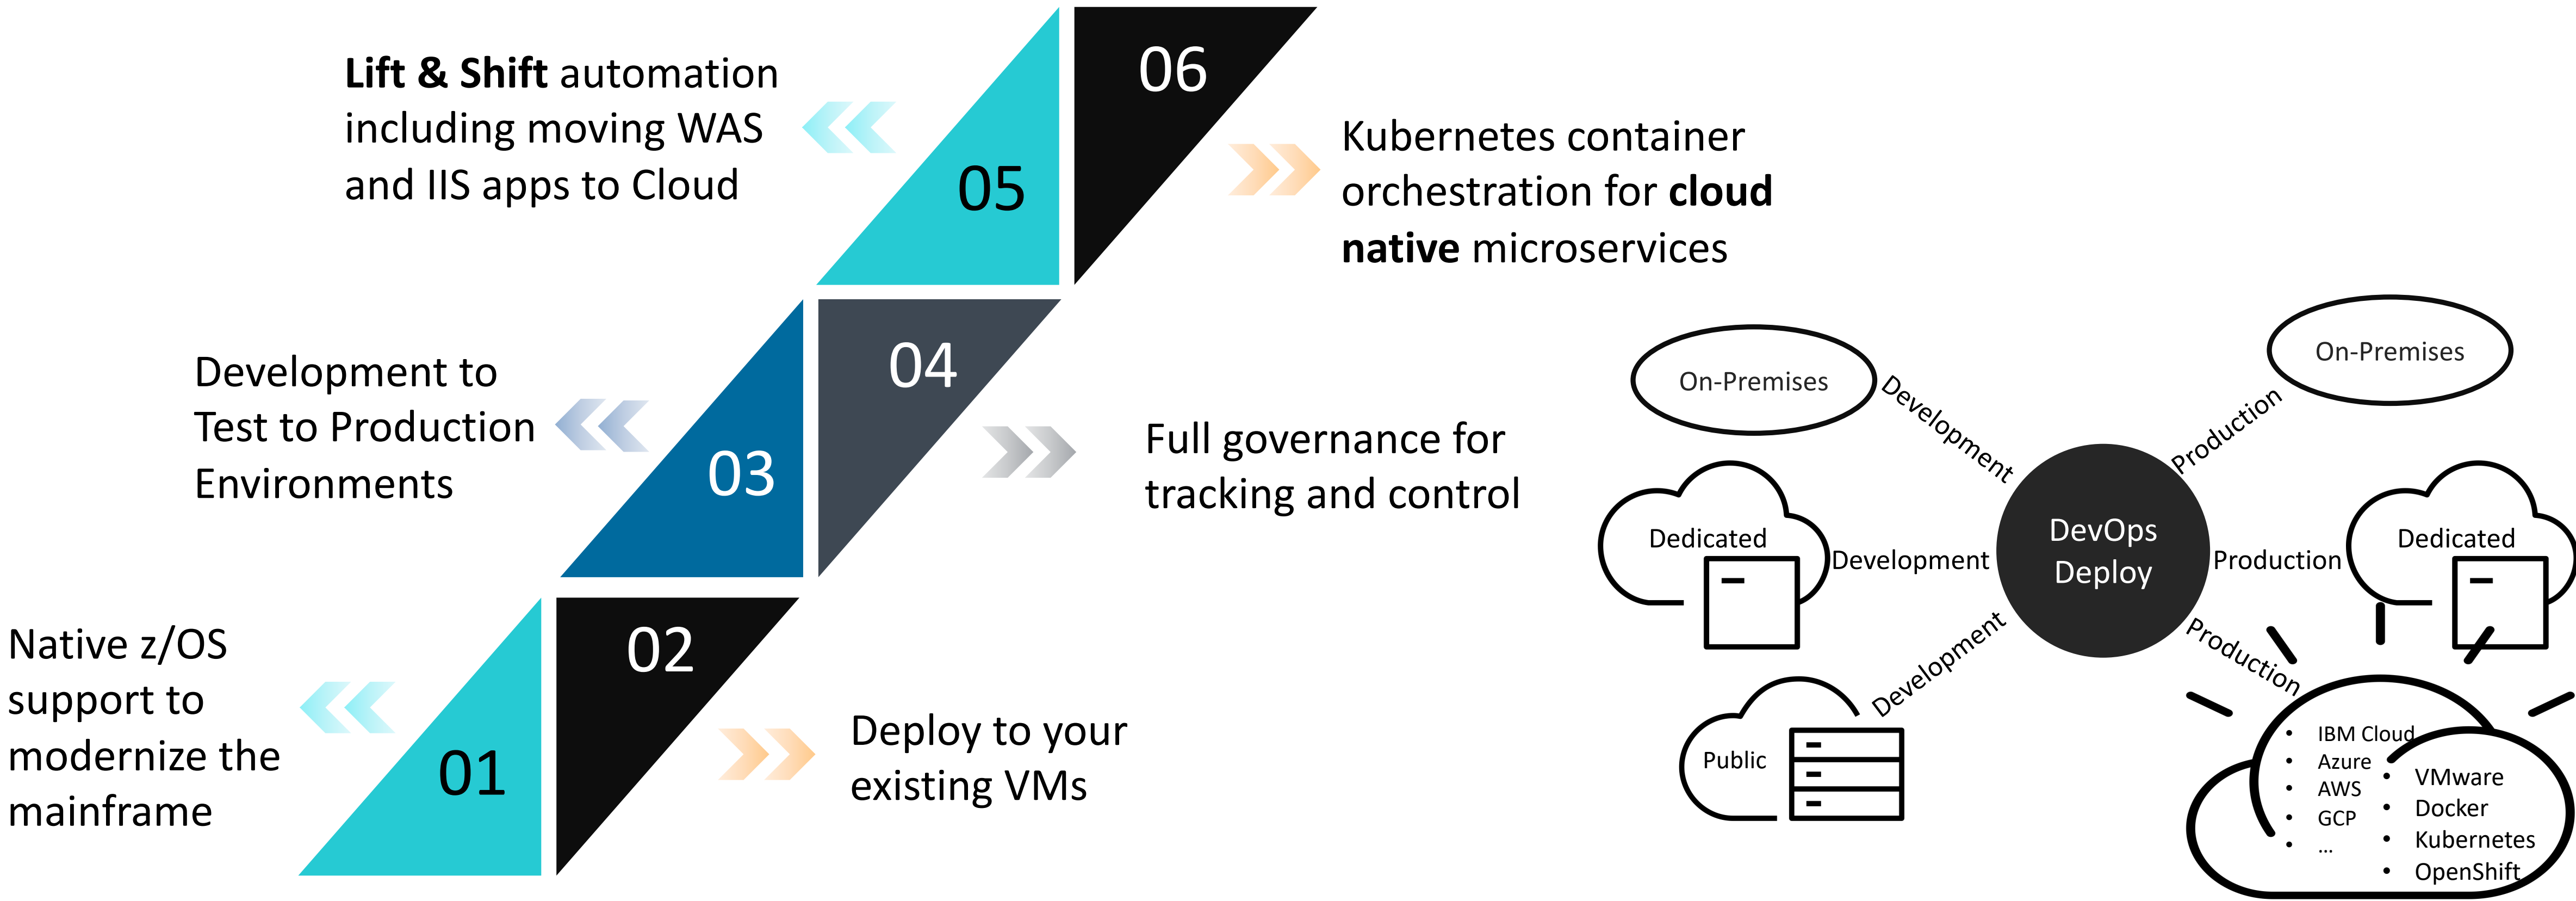 Lift & Shift automation
including moving WAS
and IIS apps to Cloud
05
06
Kubernetes container
orchestration for cloud
native microservices
Development to
Test to Production
Environments
03
04
Full governance for
tracking and control
Native z/OS
support to
modernize the
mainframe
01
02
Deploy to your
existing VMs
On-Premises
Development
On-Premises
Production
Dedicated
Development
DevOps
Deploy
Production
Dedicated
Public
Development
Production
• IBM Cloud
• Azure
• AWS
• GCP
• ...
• VMware
• Docker
• Kubernetes
• OpenShift